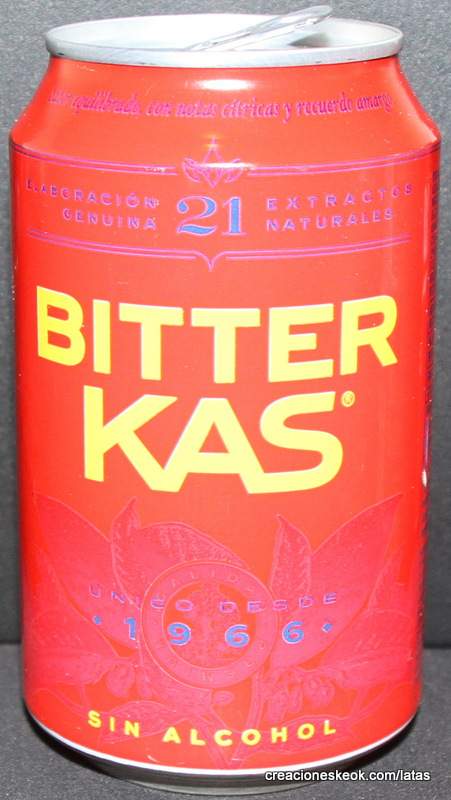 equilibrado, con notas cítricas y recuerdo amargo
ELABORACIÓN GENUINA 21 EXTRACTOS NATURALES
BITTER
KAS®
ÚNICO DESDE
1966
SIN ALCOHOL
creacioneskeok.com/latas